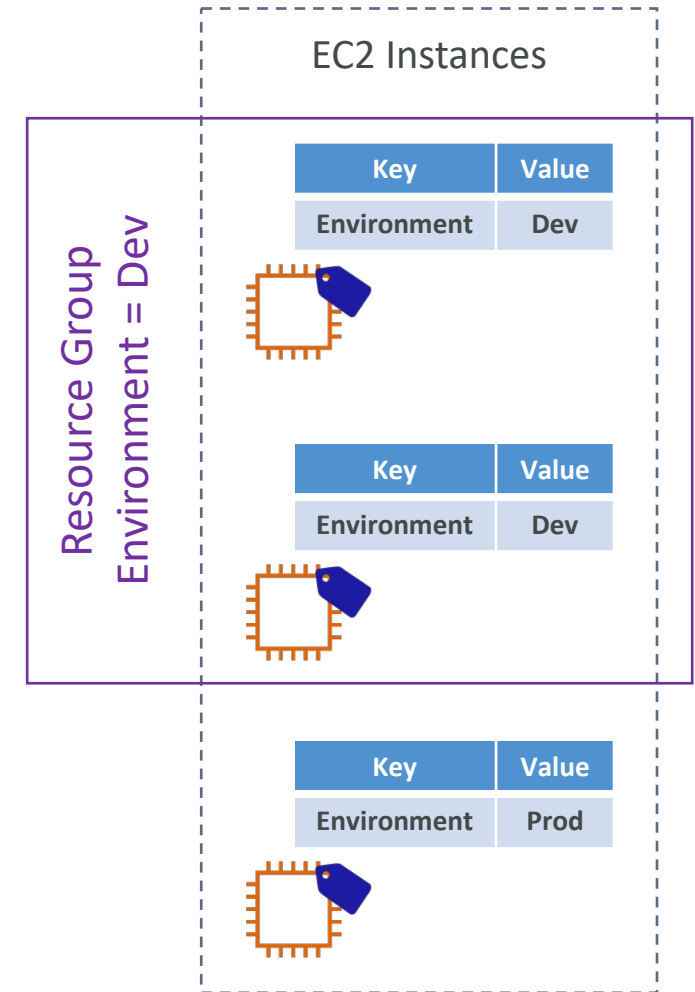 EC2 Instances
Resource Group
Environment = Dev
Key Value
Environment Dev
Key Value
Environment Dev
Key Value
Environment Prod